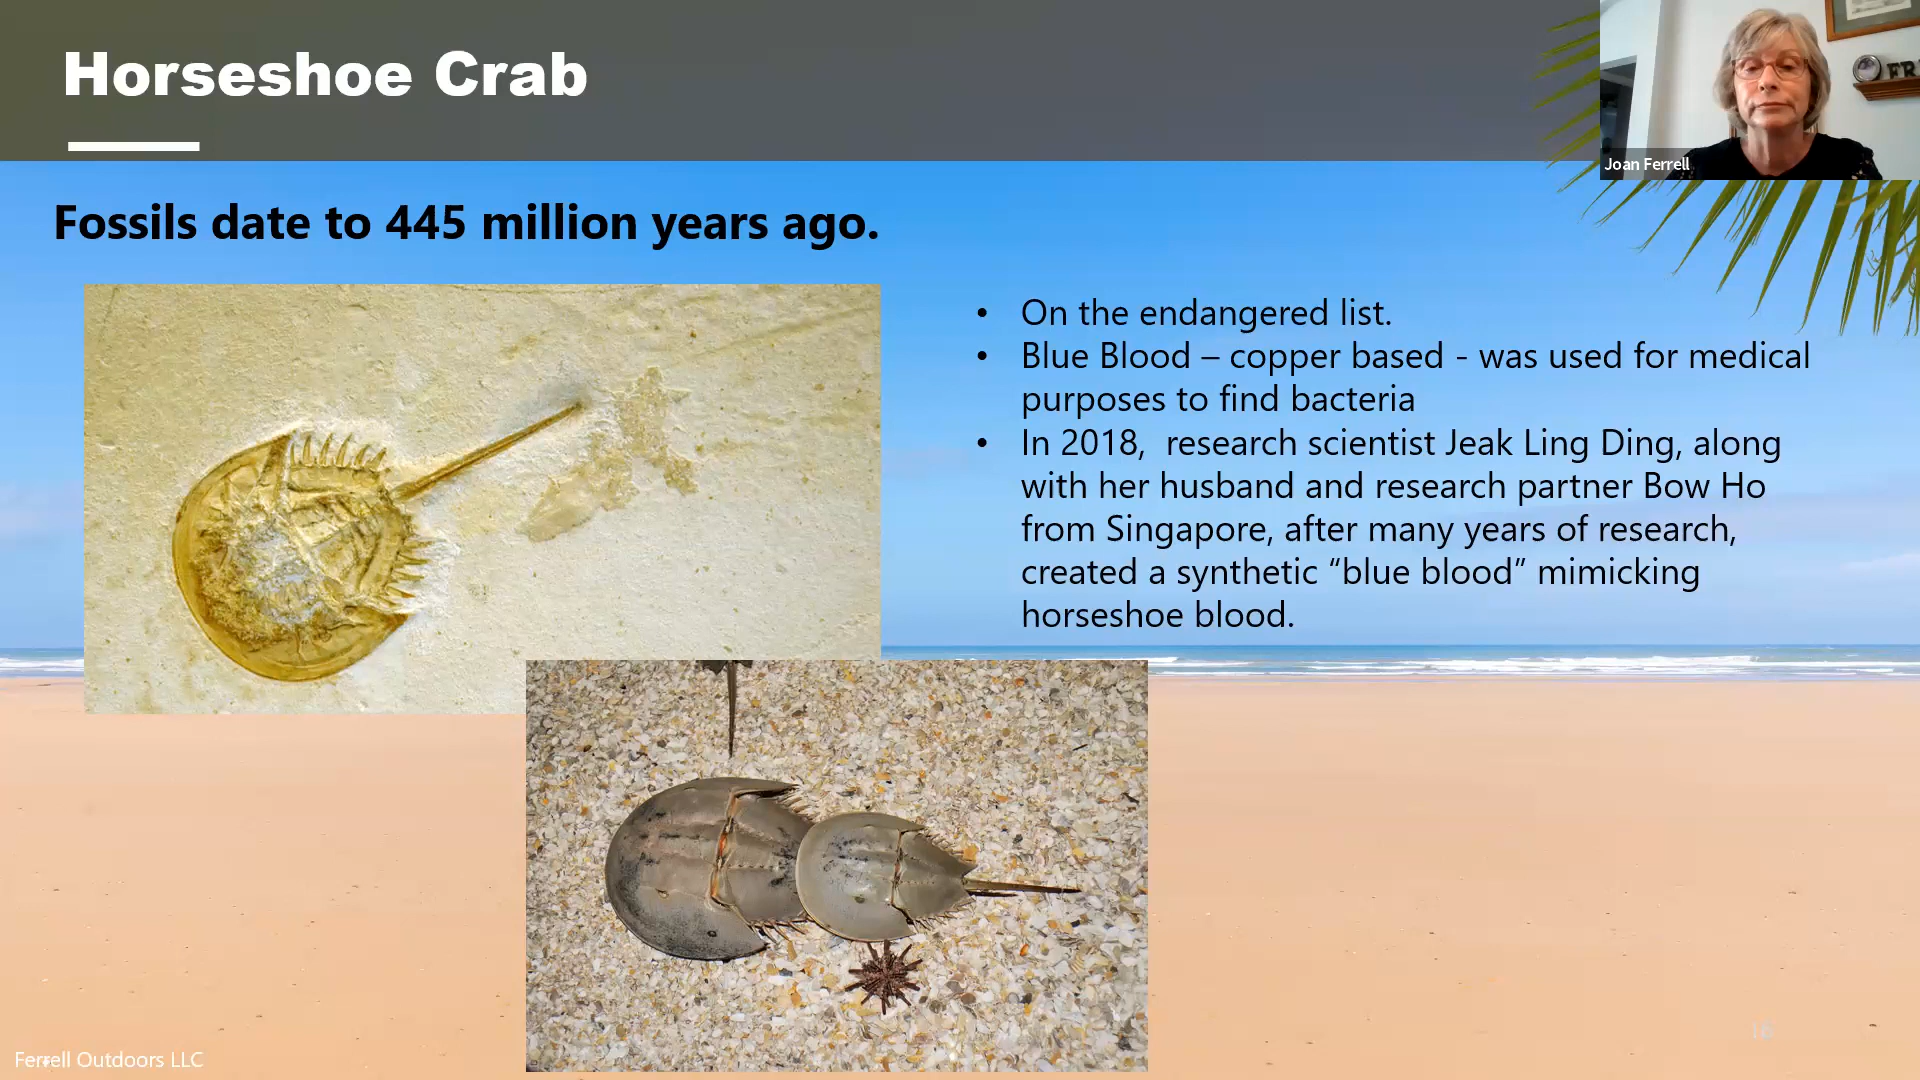 Horseshoe Crab
FR
Joan Ferrell
Fossils date to 445 million years ago.
• On the endangered list.
• Blue Blood – copper based - was used for medical
purposes to find bacteria
• In 2018,  research scientist Jeak Ling Ding, along
with her husband and research partner Bow Ho
from Singapore, after many years of research,
created a synthetic “blue blood” mimicking
horseshoe blood.
16
Ferrell Outdoors LLC